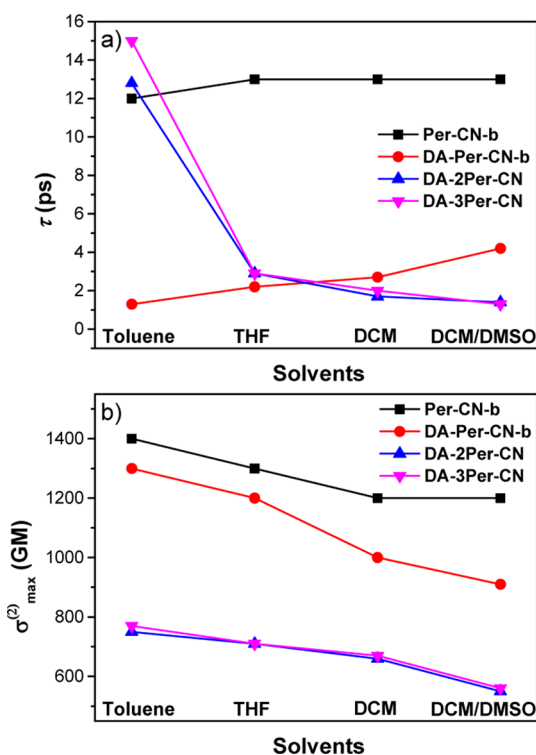 a)
16
14
12
10
8
6
4
2
0
τ (ps)
Per-CN-b
DA-Per-CN-b
DA-2Per-CN
DA-3Per-CN
Toluene THF DCM DCM/DMSO
Solvents
b)
1400
1200
1000
800
600
σ(2)max (GM)
Per-CN-b
DA-Per-CN-b
DA-2Per-CN
DA-3Per-CN
Toluene THF DCM DCM/DMSO
Solvents